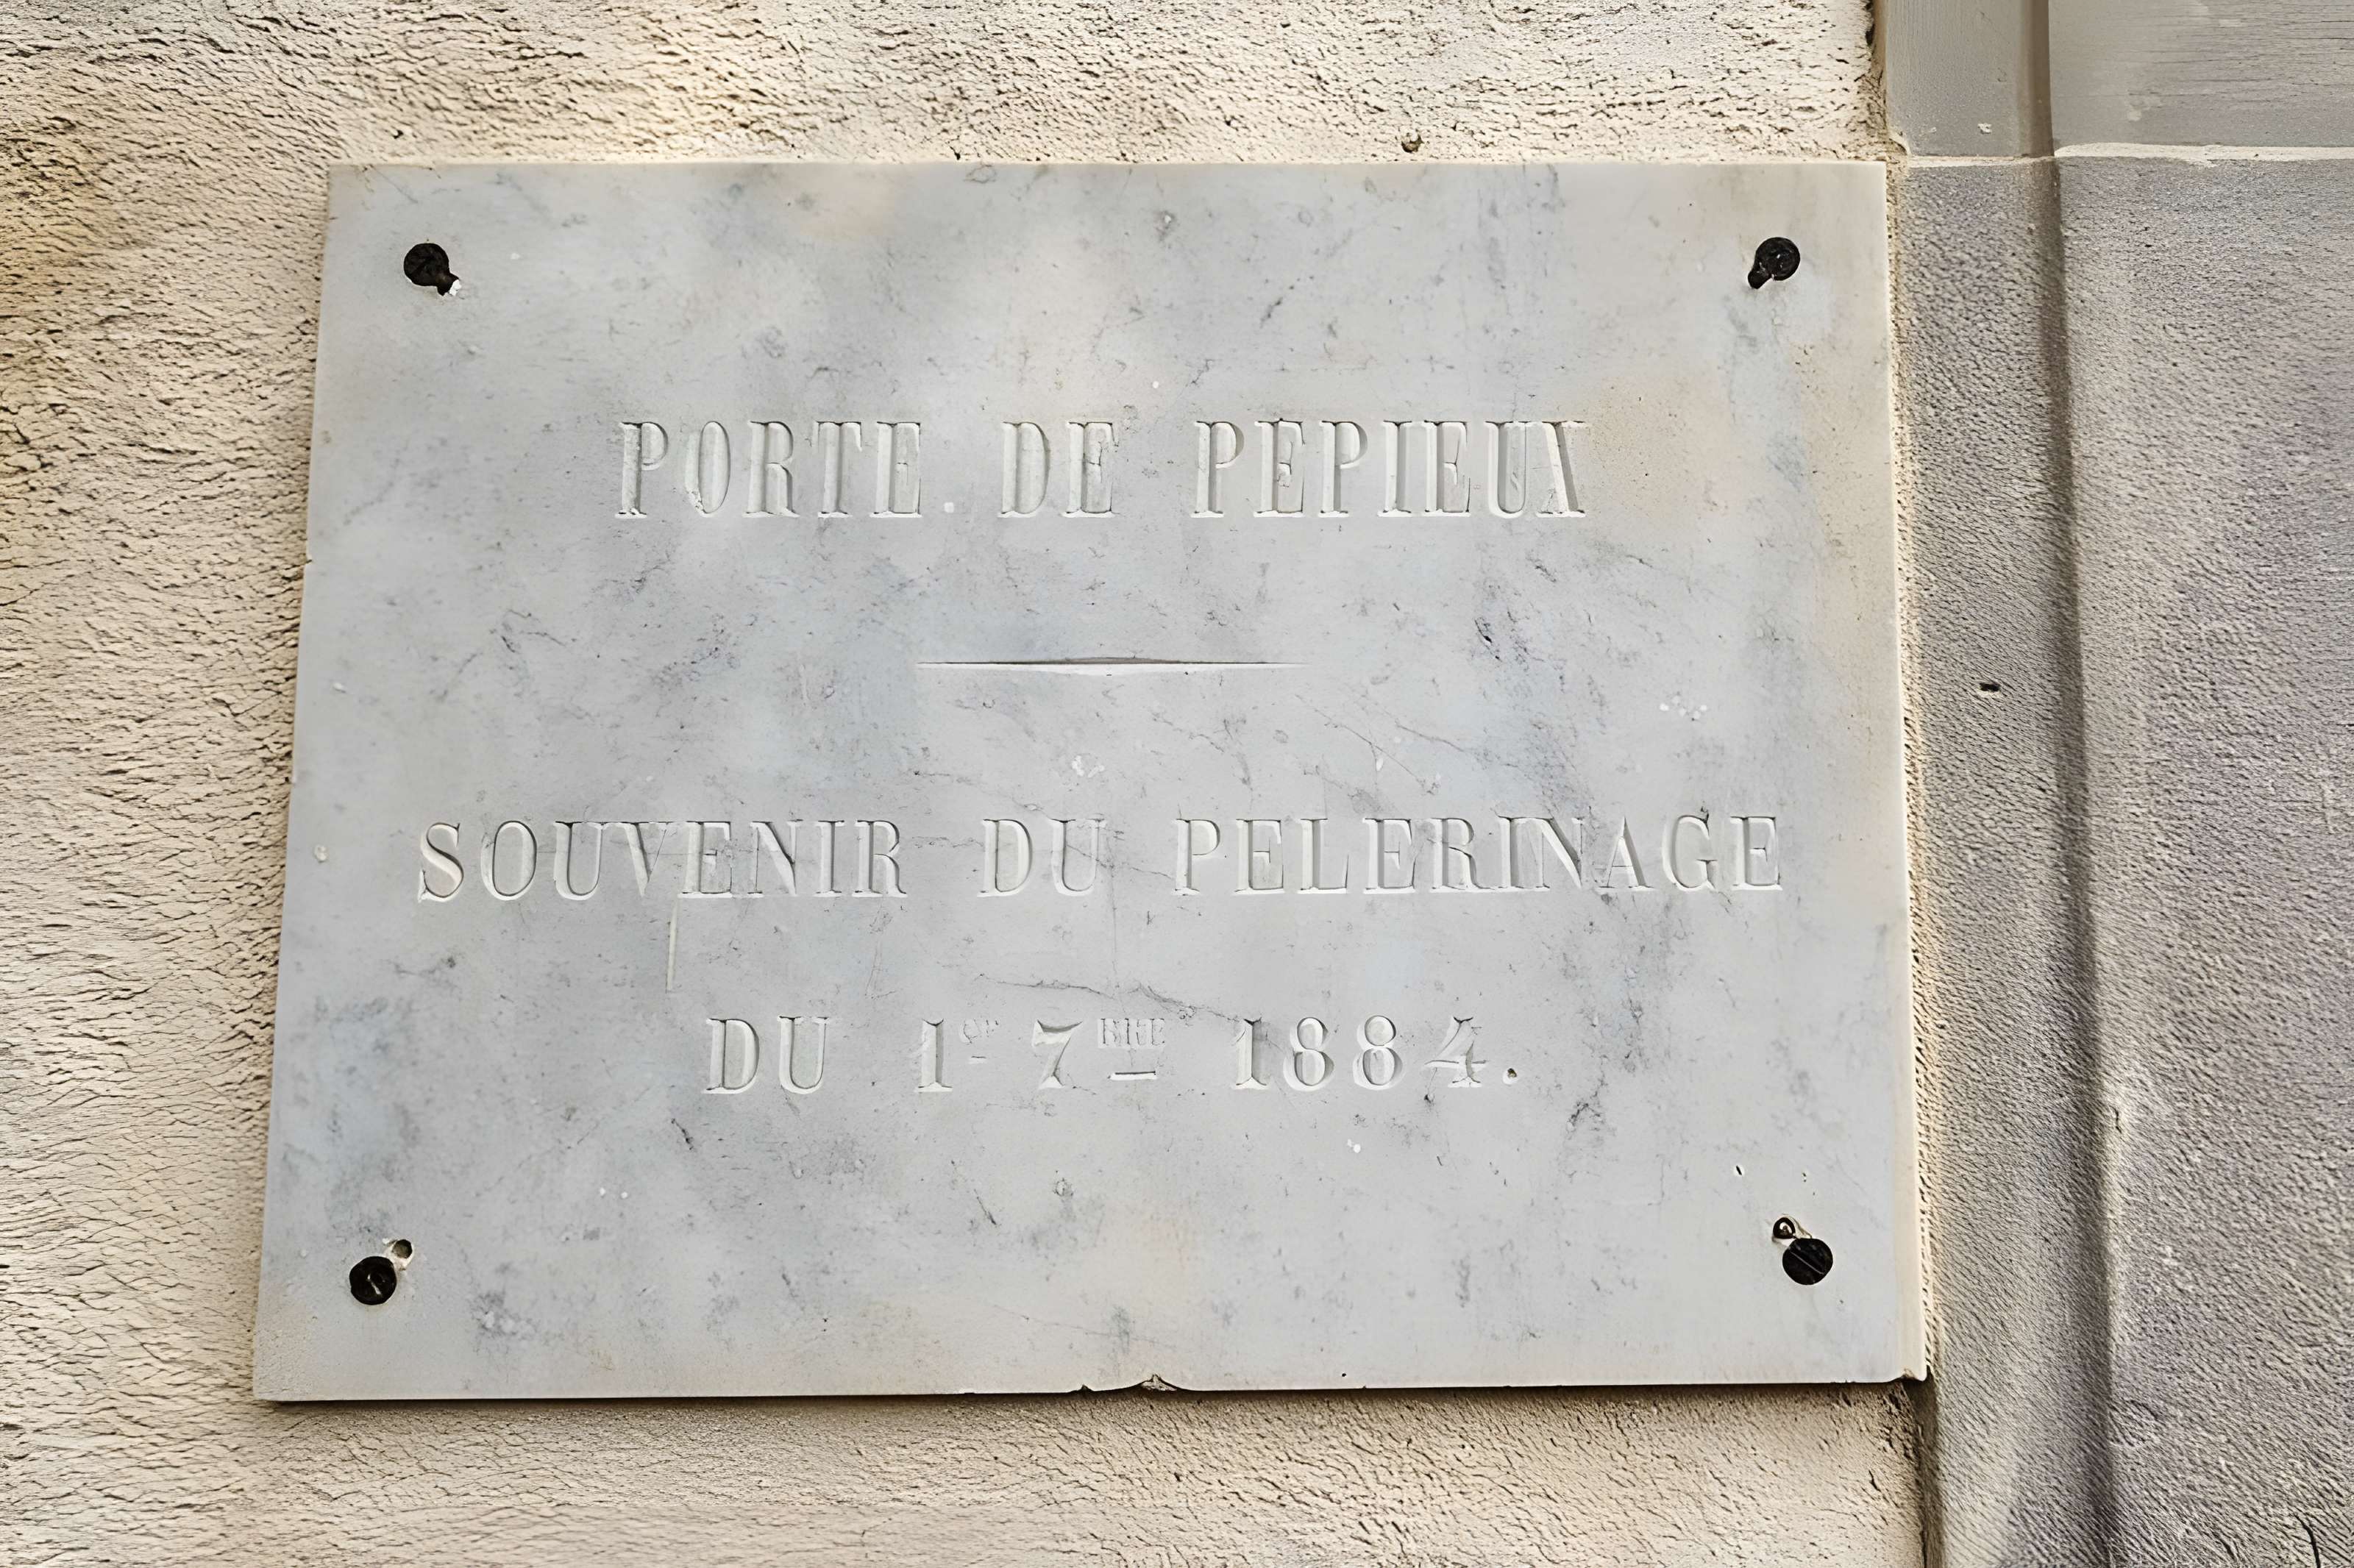 PORTE DE PEPIEUX
SOUVENIR DU PELERINAGE
DU 1er 7BRE 1884.